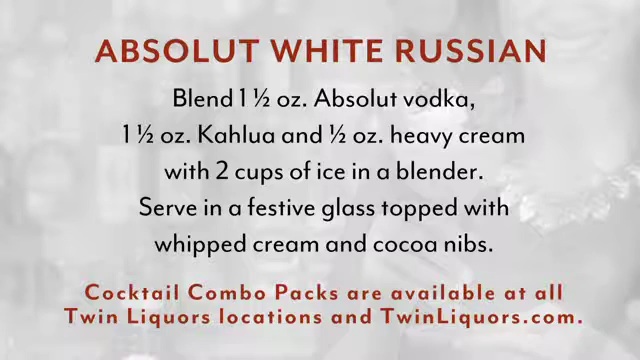 ABSOLUT WHITE RUSSIAN
Blend 1 ½ oz. Absolut vodka,
1 ½ oz. Kahlua and ½ oz. heavy cream
with 2 cups of ice in a blender.
Serve in a festive glass topped with
whipped cream and cocoa nibs.
Cocktail Combo Packs are available at all
Twin Liquors locations and TwinLiquors.com.